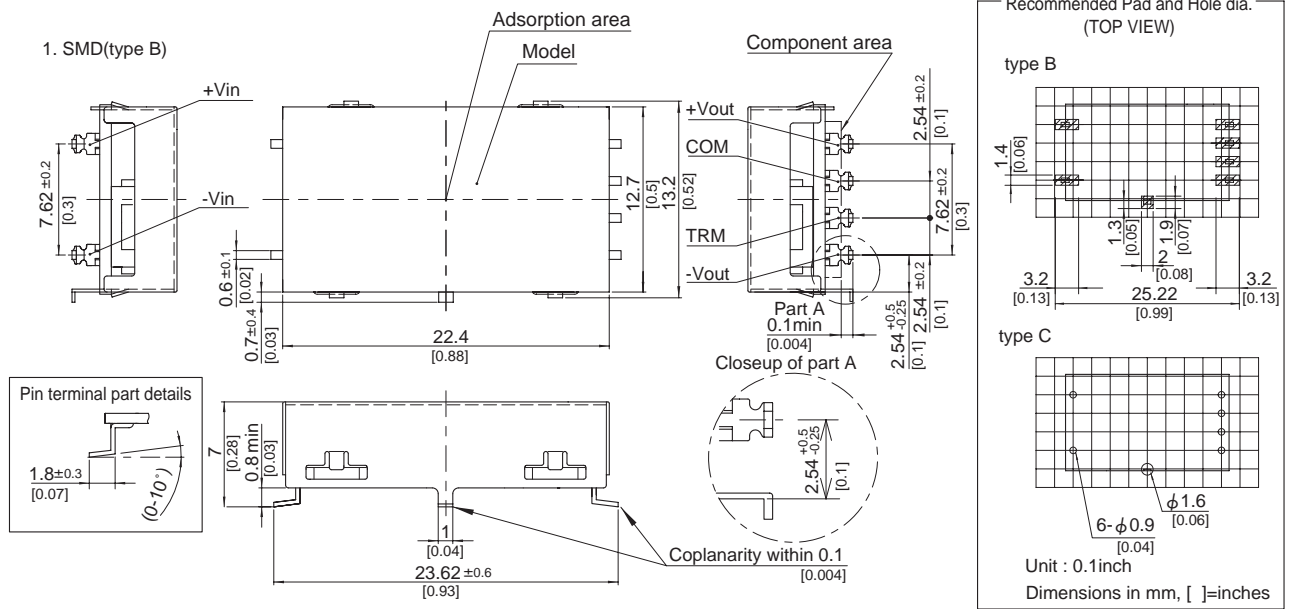 1. SMD(type B)
Adsorption area
Model
+Vin
-Vin
7.62 ±0.2
[0.3]
0.6 ±0.1
[0.02]
0.7±0.4
[0.03]
12.7
[0.5]
13.2
[0.52]
22.4
[0.88]
Component area
+Vout
COM
TRM
-Vout
2.54 ±0.2
[0.1]
7.62 ±0.2
[0.3]
2.54 ±0.2
[0.1]
2.54 +0.5 -0.25
[0.1]
Part A
0.1min
[0.004]
Closeup of part A
2.54 +0.5 -0.25
[0.1]
Pin terminal part details
1.8±0.3
[0.07]
(0-10°)
7
[0.28]
0.8 min
[0.03]
1
[0.04]
23.62 ±0.6
[0.93]
Coplanarity within 0.1
[0.004]
Recommended Pad and Hole dia.
(TOP VIEW)
type B
1.4
[0.06]
1.3
[0.05]
1.9
[0.07]
2
[0.08]
3.2
[0.13]
25.22
[0.99]
3.2
[0.13]
type C
ϕ1.6
[0.06]
6-ϕ0.9
[0.04]
Unit : 0.1inch
Dimensions in mm, [ ]=inches